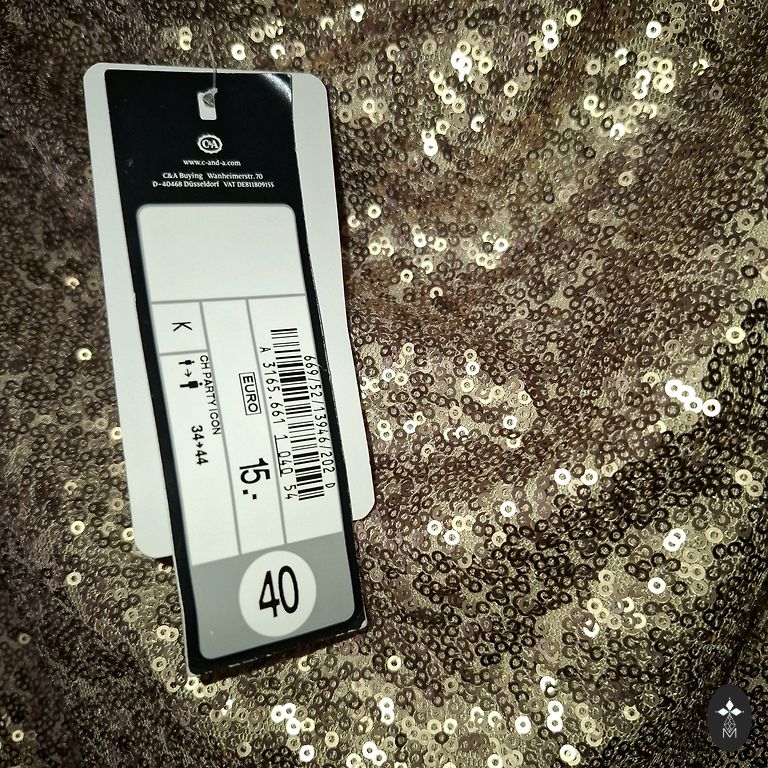 C&A
www.c-and-a.com
C&A Buying Wanheimerstr. 70
D-40468 Düsseldorf VAT DE811809155
K
CH PARTY ICON
34→44
EURO
15.-
669/52/13946/202 D
A 3165.661 1 040 54
40
M